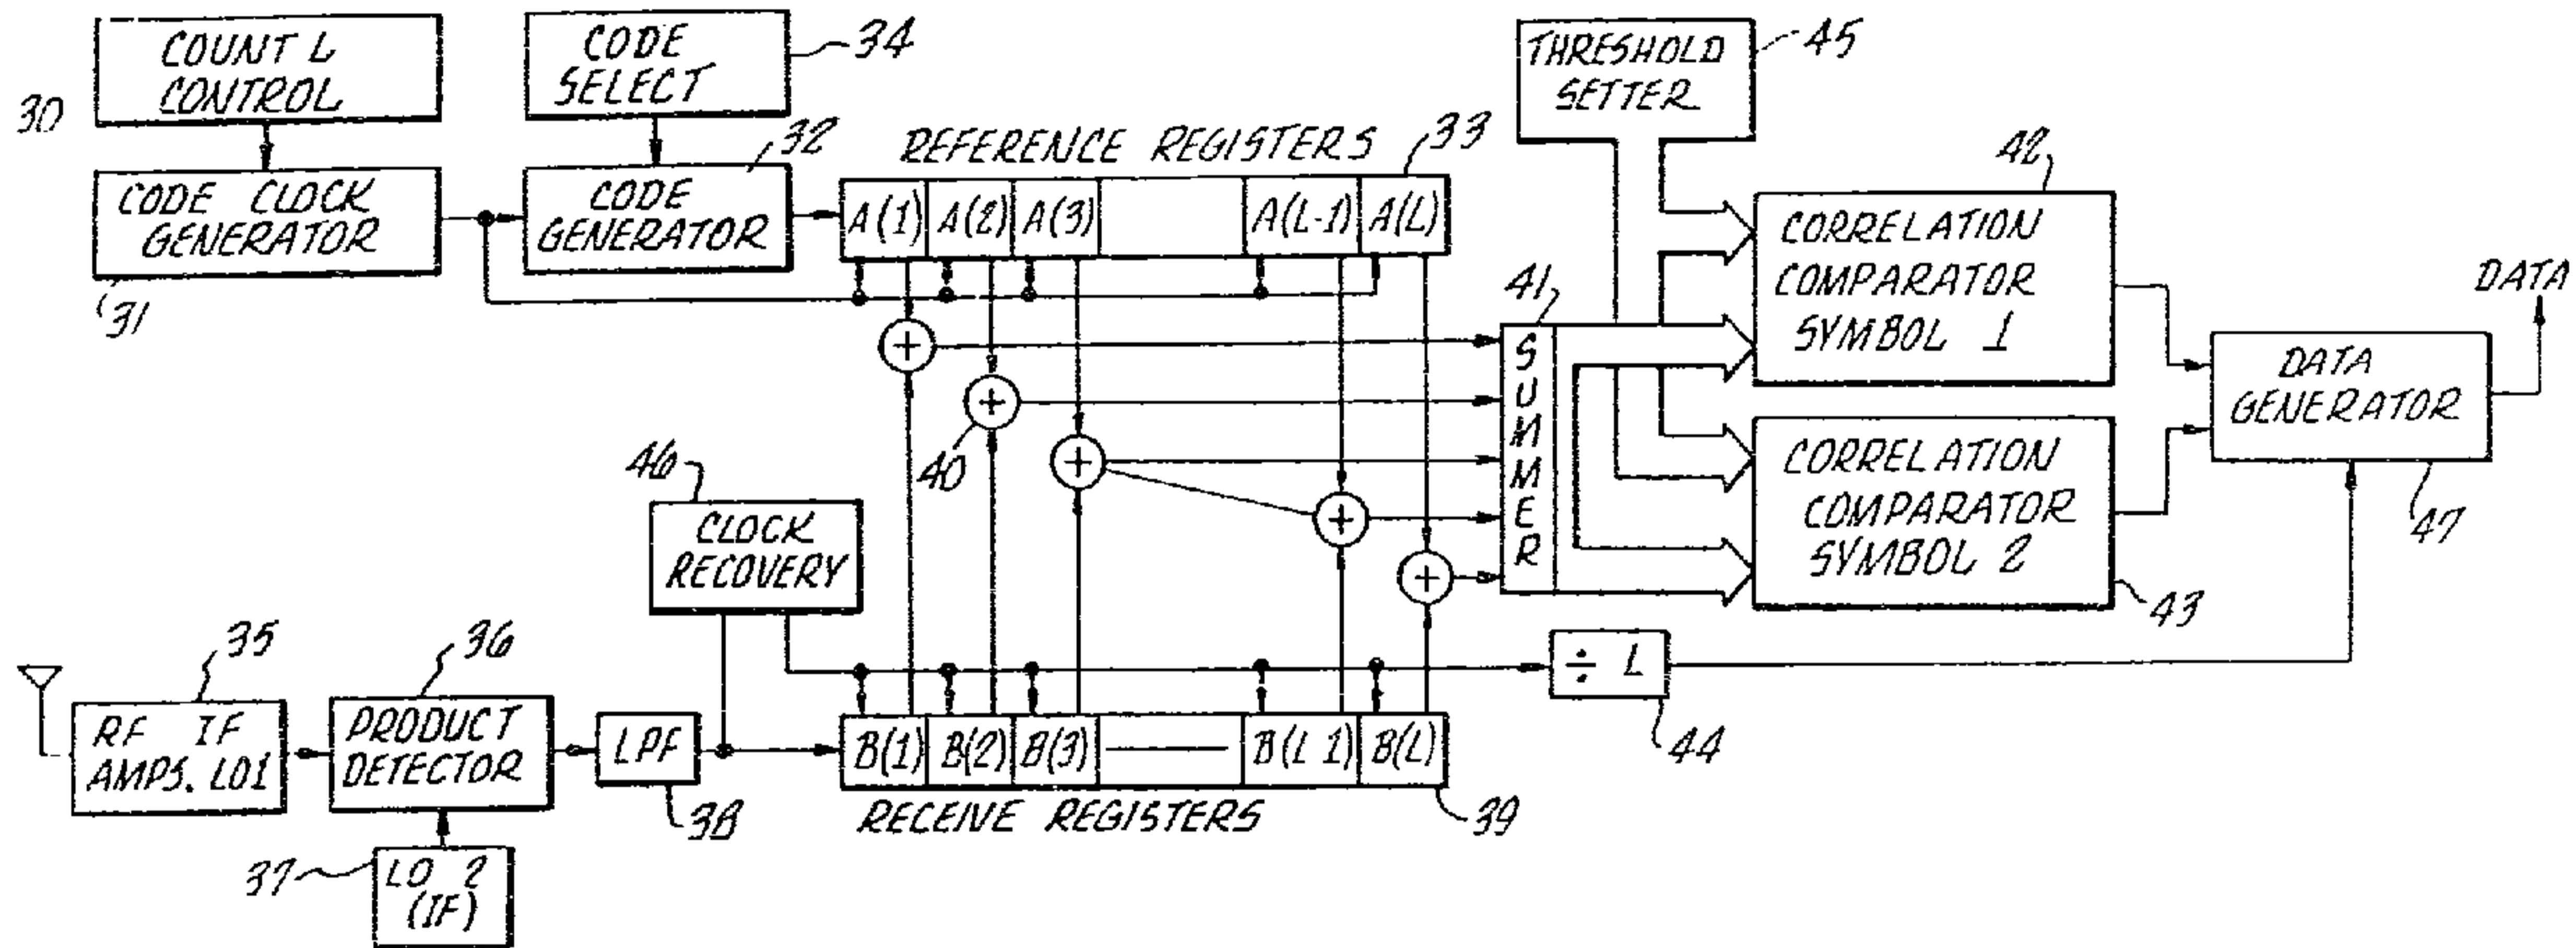 COUNT L
CONTROL
30
CODE
SELECT
34
THRESHOLD
SETTER
45
CODE CLOCK
GENERATOR
31
CODE
GENERATOR
32
REFERENCE REGISTERS
33
A(1) A(2) A(3) A(L-1) A(L)
42
CORRELATION
COMPARATOR
SYMBOL 1
41
SUMMER
40
DATA
DATA
GENERATOR
47
46
CLOCK
RECOVERY
CORRELATION
COMPARATOR
SYMBOL 2
43
35
RF IF
AMPS. LO1
36
PRODUCT
DETECTOR
LPF
38
B(1) B(2) B(3) B(L 1) B(L)
÷ L
44
RECEIVE REGISTERS
39
37
LO 2
(IF)